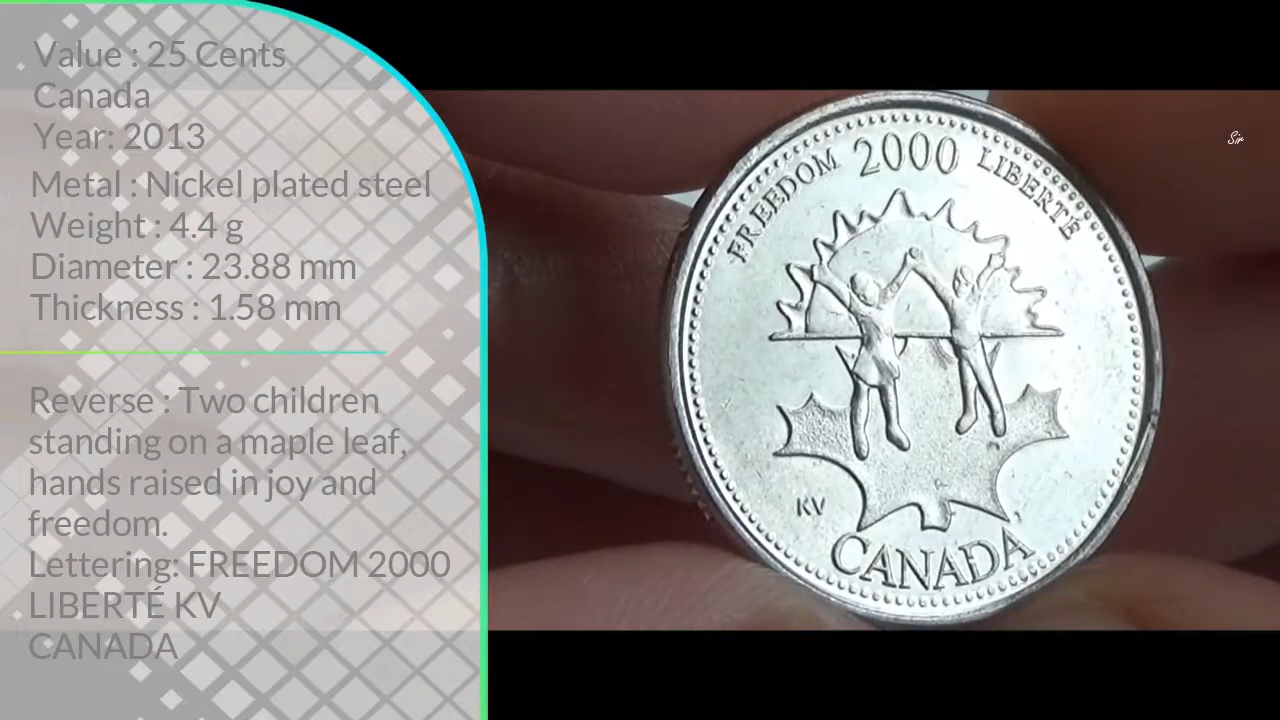 Value : 25 Cents
Canada
Year: 2013
Metal : Nickel plated steel
Weight : 4.4 g
Diameter : 23.88 mm
Thickness : 1.58 mm
Reverse : Two children
standing on a maple leaf,
hands raised in joy and
freedom.
Lettering: FREEDOM 2000
LIBERTÉ KV
CANADA
FREEDOM 2000 LIBERTÉ
KV
CANADA
Sir